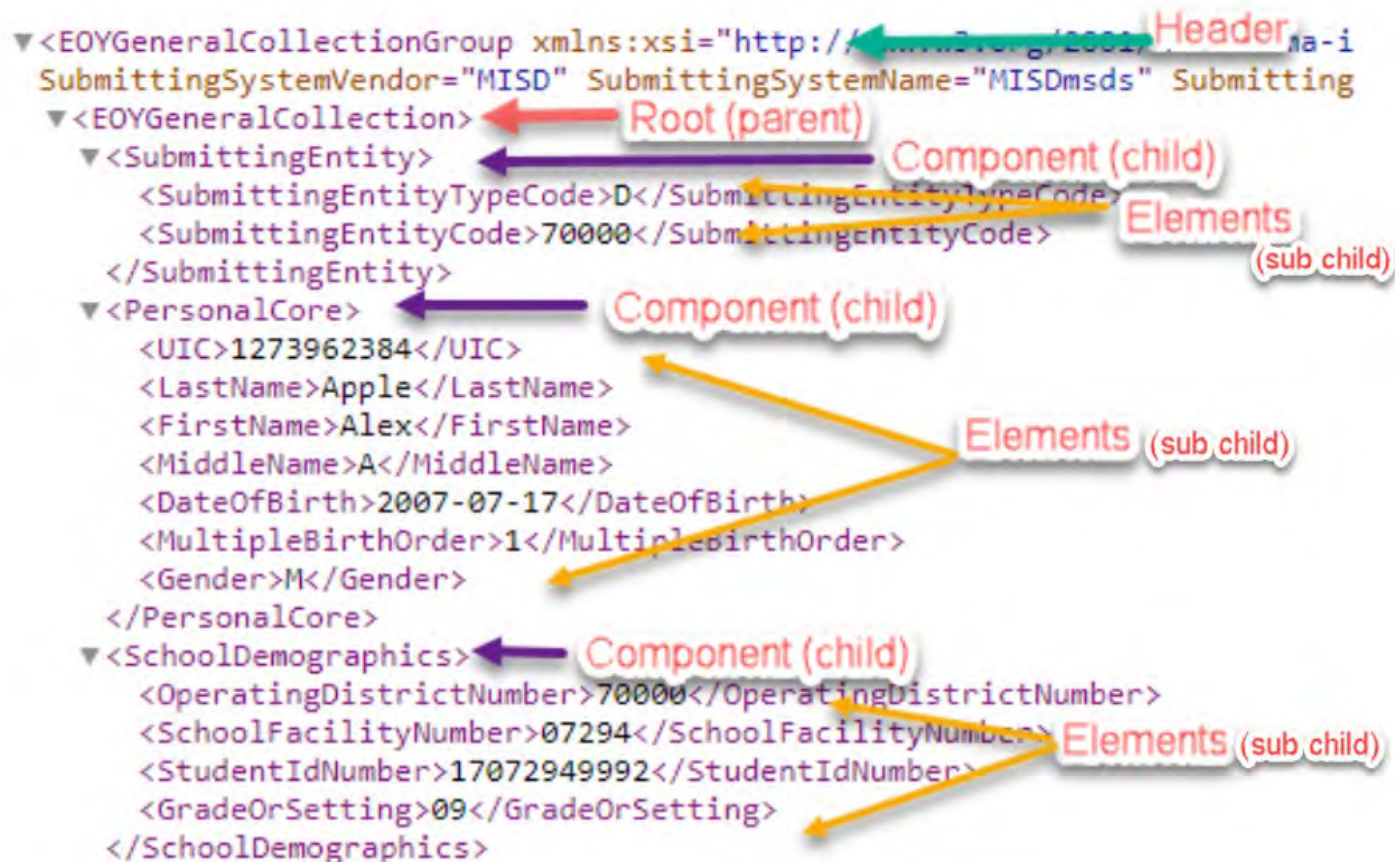 ▼<EOYGeneralCollectionGroup xmlns:xsi="http:// Header ma-i
SubmittingSystemVendor="MISD" SubmittingSystemName="MISDmsds" Submitting
▼<EOYGeneralCollection> Root (parent)
▼<SubmittingEntity> Component (child)
<SubmittingEntityTypeCode>D</SubmittingEntityTypeCode>
<SubmittingEntityCode>70000</SubmittingEntityCode> Elements
(sub child)
</SubmittingEntity>
▼<PersonalCore> Component (child)
<UIC>1273962384</UIC>
<LastName>Apple</LastName>
<FirstName>Alex</FirstName>
<MiddleName>A</MiddleName> Elements (sub child)
<DateOfBirth>2007-07-17</DateOfBirth>
<MultipleBirthOrder>1</MultipleBirthOrder>
<Gender>M</Gender>
</PersonalCore>
▼<SchoolDemographics> Component (child)
<OperatingDistrictNumber>70000</OperatingDistrictNumber>
<SchoolFacilityNumber>07294</SchoolFacilityNumber> Elements (sub child)
<StudentIdNumber>17072949992</StudentIdNumber>
<GradeOrSetting>09</GradeOrSetting>
</SchoolDemographics>